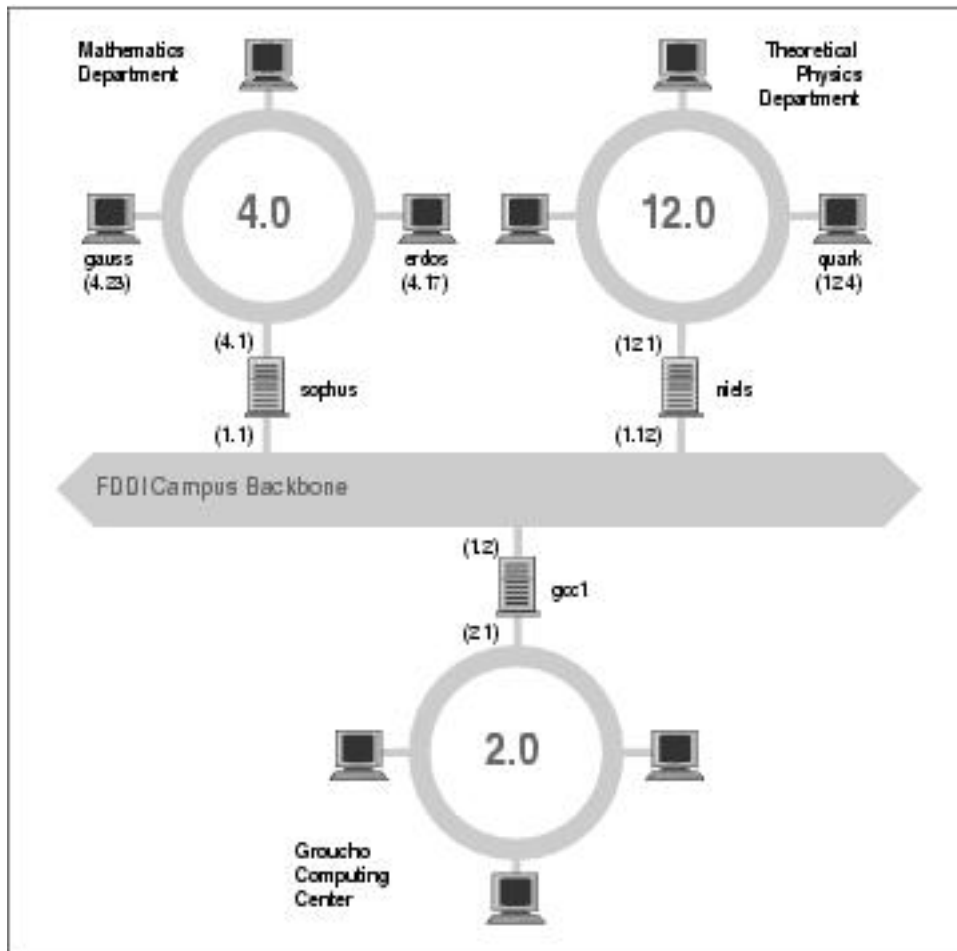 Mathematics
Department
Theoretical
Physics
Department
4.0
12.0
gauss
(4.23)
erdos
(4.17)
quark
(12.4)
(4.1)
(12.1)
sophus
niels
(1.1)
(1.12)
FDDI Campus Backbone
(1.2)
gcc1
(2.1)
2.0
Groucho
Computing
Center